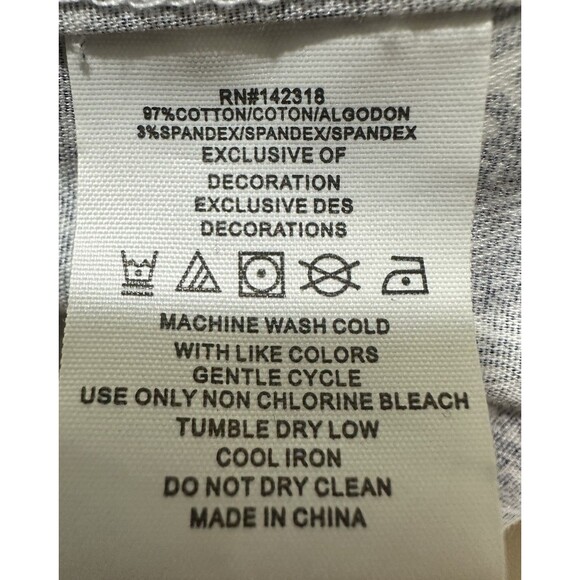 RN#142318
97%COTTON/COTON/ALGODON
3%SPANDEX/SPANDEX/SPANDEX
EXCLUSIVE OF
DECORATION
EXCLUSIVE DES
DECORATIONS
MACHINE WASH COLD
WITH LIKE COLORS
GENTLE CYCLE
USE ONLY NON CHLORINE BLEACH
TUMBLE DRY LOW
COOL IRON
DO NOT DRY CLEAN
MADE IN CHINA